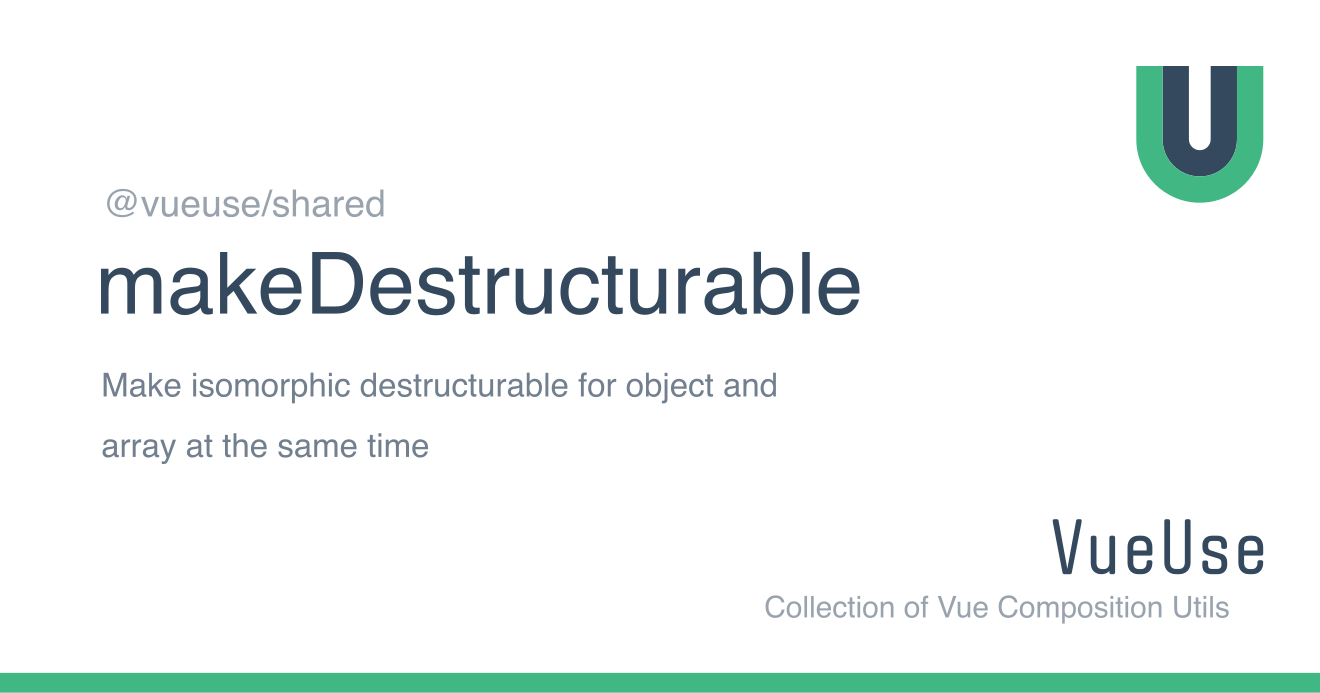 @vueuse/shared
makeDestructurable
Make isomorphic destructurable for object and
array at the same time
VueUse
Collection of Vue Composition Utils